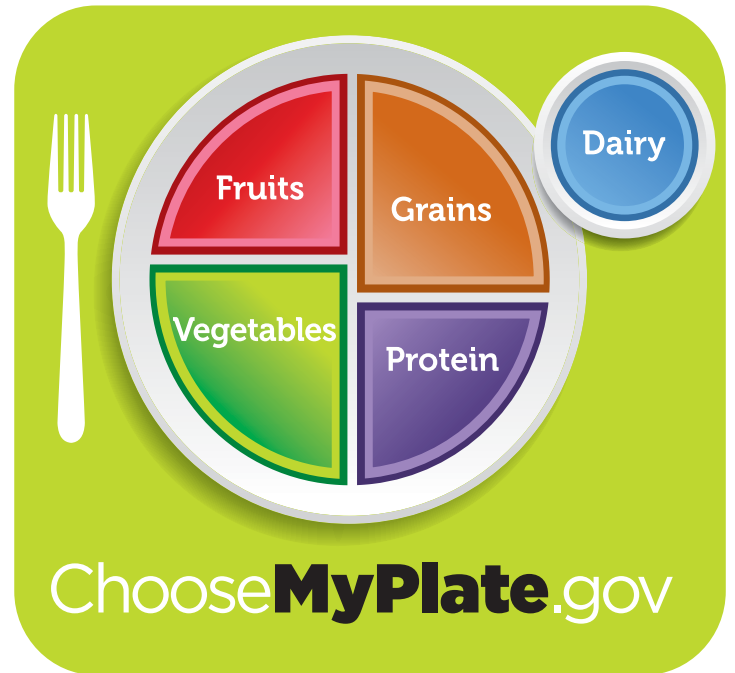 Dairy
Fruits
Grains
Vegetables
Protein
ChooseMyPlate.gov